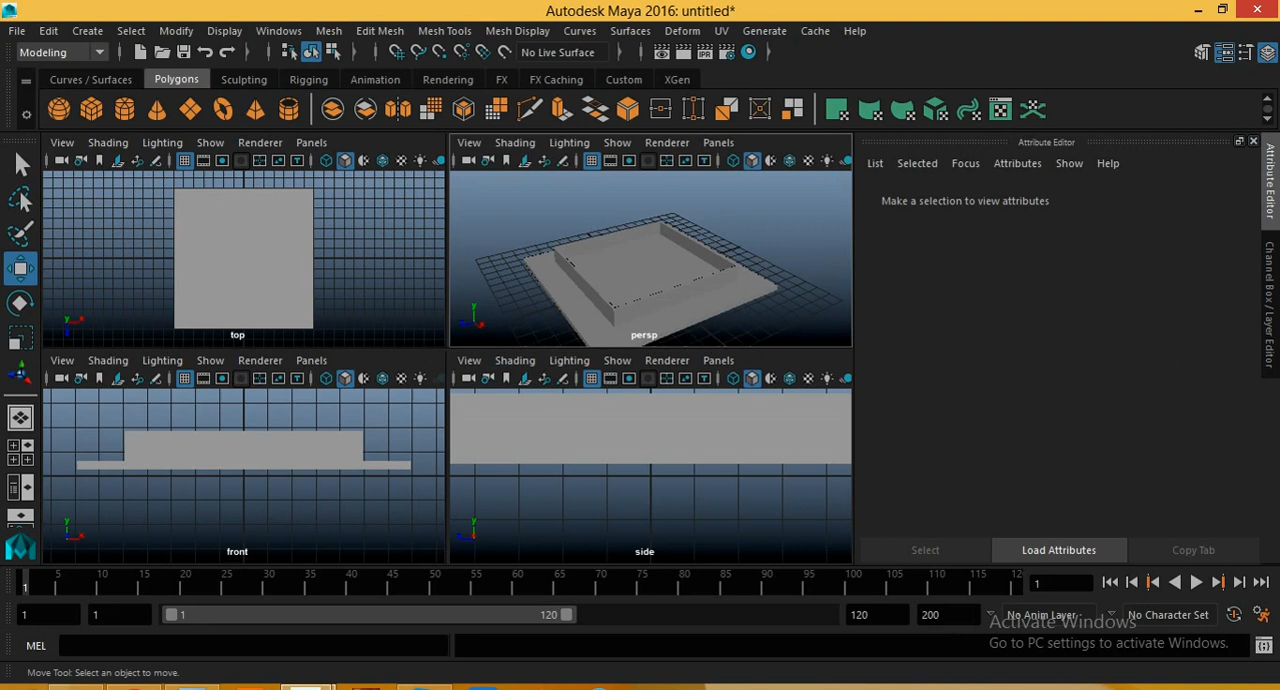 Autodesk Maya 2016: untitled*
File Edit Create Select Modify Display Windows Mesh Edit Mesh Mesh Tools Mesh Display Curves Surfaces Deform UV Generate Cache Help
Modeling No Live Surface
Curves / Surfaces Polygons Sculpting Rigging Animation Rendering FX FX Caching Custom XGen
View Shading Lighting Show Renderer Panels
top
View Shading Lighting Show Renderer Panels
persp
View Shading Lighting Show Renderer Panels
front
View Shading Lighting Show Renderer Panels
side
Attribute Editor
List Selected Focus Attributes Show Help
Make a selection to view attributes
Select Load Attributes Copy Tab
Attribute Editor
Channel Box / Layer Editor
1 5 10 15 20 25 30 35 40 45 50 55 60 65 70 75 80 85 90 95 100 105 110 115 12 1
1 1 1 120 120 200 No Anim Layer No Character Set
Activate Windows
Go to PC settings to activate Windows.
MEL
Move Tool: Select an object to move.